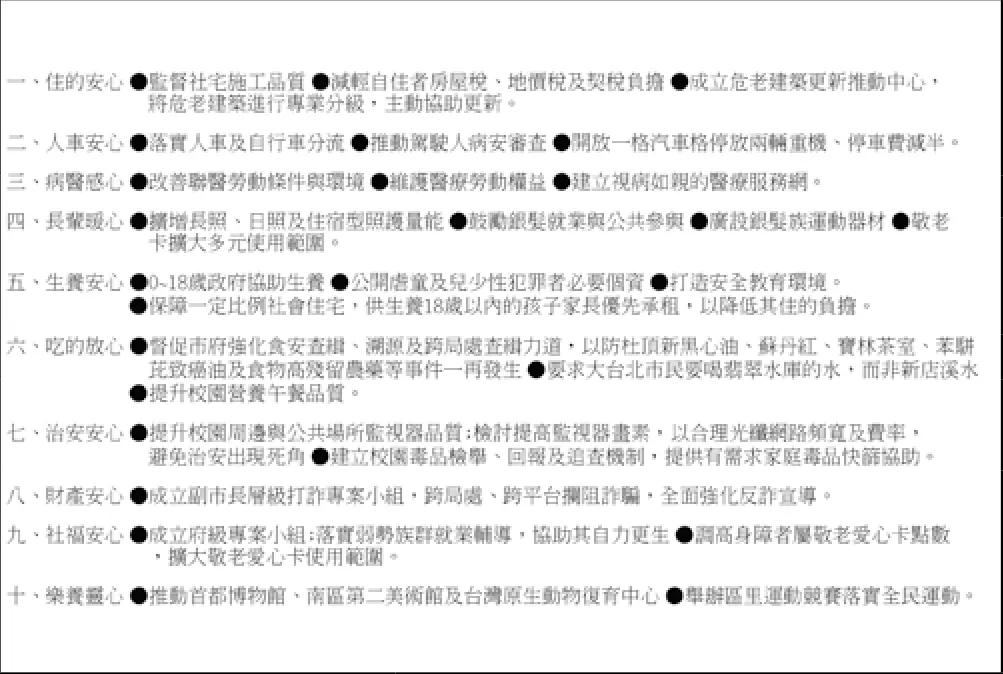 一、住的安心 ●監督社宅施工品質 ●減輕自住者房屋稅、地價稅及契稅負擔 ●成立危老建築更新推動中心，
將危老建築進行專業分級，主動協助更新。
二、人車安心 ●落實人車及自行車分流 ●推動駕駛人病安審查 ●開放一格汽車格停放兩輛重機、停車費減半。
三、病醫感心 ●改善聯醫勞動條件與環境 ●維護醫療勞動權益 ●建立視病如親的醫療服務網。
四、長輩暖心 ●擴增長照、日照及住宿型照護量能 ●鼓勵銀髮就業與公共參與 ●廣設銀髮族運動器材 ●敬老
卡擴大多元使用範圍。
五、生養安心 ●0~18歲政府協助生養 ●公開虐童及兒少性犯罪者必要個資 ●打造安全教育環境。
●保障一定比例社會住宅，供生養18歲以內的孩子家長優先承租，以降低其住的負擔。
六、吃的放心 ●督促市府強化食安查緝、溯源及跨局處查緝力道，以防杜頂新黑心油、蘇丹紅、寶林茶室、苯駢
芘致癌油及食物高殘留農藥等事件一再發生 ●要求大台北市民要喝翡翠水庫的水，而非新店溪水
●提升校園營養午餐品質。
七、治安安心 ●提升校園周邊與公共場所監視器品質;檢討提高監視器畫素，以合理光纖網路頻寬及費率，
避免治安出現死角 ●建立校園毒品檢舉、回報及追查機制，提供有需求家庭毒品快篩協助。
八、財產安心 ●成立副市長層級打詐專案小組，跨局處、跨平台攔阻詐騙，全面強化反詐宣導。
九、社福安心 ●成立府級專案小組;落實弱勢族群就業輔導，協助其自力更生 ●調高身障者屬敬老愛心卡點數
，擴大敬老愛心卡使用範圍。
十、樂養靈心 ●推動首都博物館、南區第二美術館及台灣原生動物復育中心 ●舉辦區里運動競賽落實全民運動。